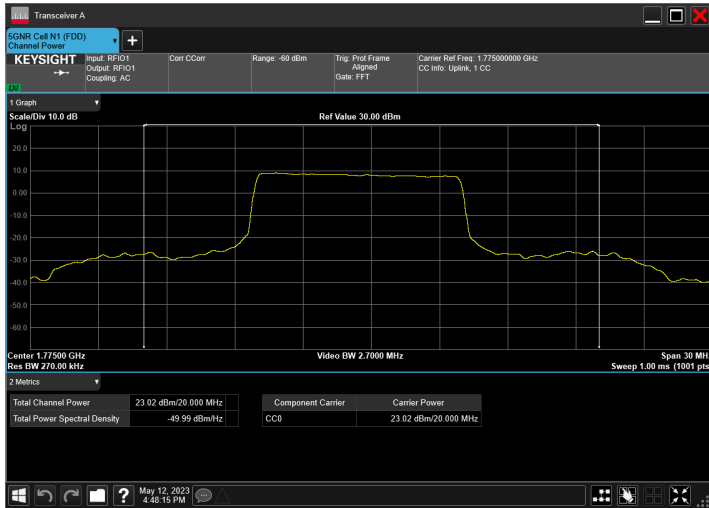 Transceiver A
5GNR Cell N1 (FDD)
Channel Power
KEYSIGHT
LXI
Input: RFIO1
Output: RFIO1
Coupling: AC
Corr CCorr
Range: -60 dBm
Trig: Prot Frame
Aligned
Gate: FFT
Carrier Ref Freq: 1.775000000 GHz
CC Info: Uplink, 1 CC
1 Graph
Scale/Div 10.0 dB
Ref Value 30.00 dBm
Log
20.0
10.0
0.00
-10.0
-20.0
-30.0
-40.0
-50.0
-60.0
Center 1.77500 GHz
Video BW 2.7000 MHz
Span 30 MHz
Res BW 270.00 kHz
Sweep 1.00 ms (1001 pts
2 Metrics
Total Channel Power 23.02 dBm/20.000 MHz
Total Power Spectral Density -49.99 dBm/Hz
Component Carrier Carrier Power
CC0 23.02 dBm/20.000 MHz
?
May 12, 2023
4:48:15 PM